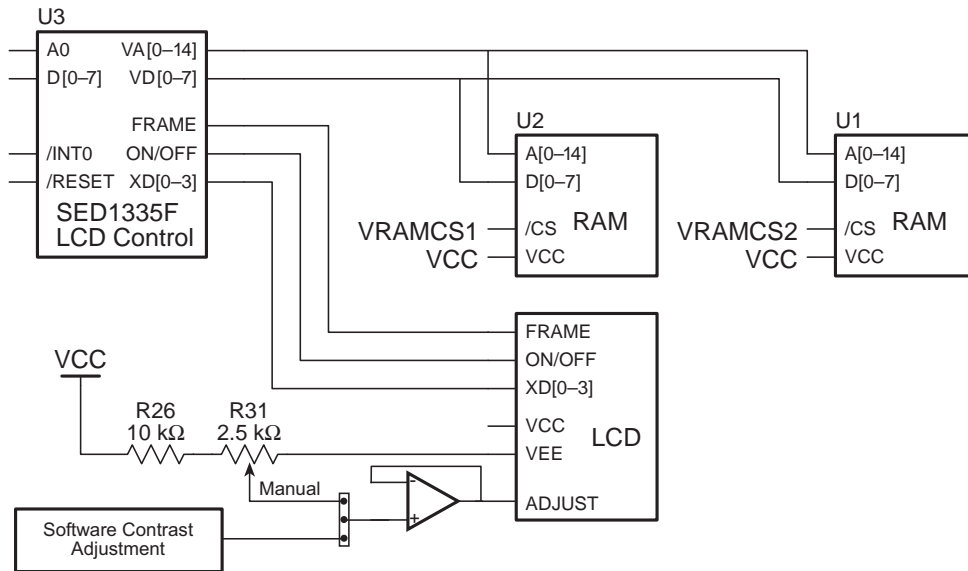 U3
A0 VA[0–14]
D[0–7] VD[0–7]
FRAME
/INT0 ON/OFF
/RESET XD[0–3]
SED1335F
LCD Control
U2
A[0–14]
D[0–7]
RAM
VRAMCS1 /CS
VCC VCC
U1
A[0–14]
D[0–7]
RAM
VRAMCS2 /CS
VCC VCC
FRAME
ON/OFF
XD[0–3]
VCC
LCD
VEE
ADJUST
VCC
R26
10 kΩ
R31
2.5 kΩ
Manual
-
+
Software Contrast
Adjustment